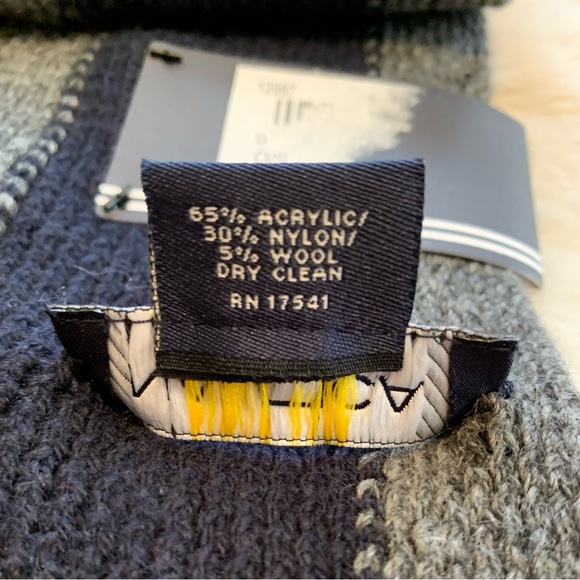 65% ACRYLIC/
30% NYLON/
5% WOOL
DRY CLEAN
RN 17541